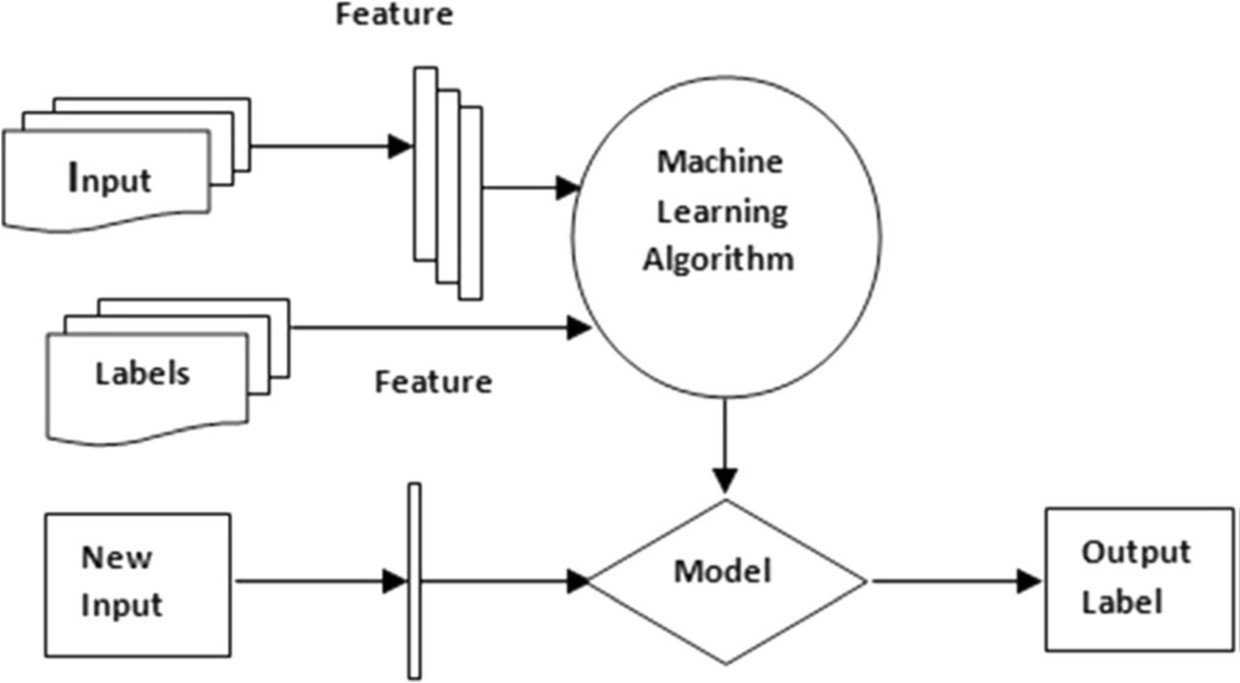 Feature
Input
Machine
Learning
Algorithm
Labels
Feature
New
Input
Model
Output
Label